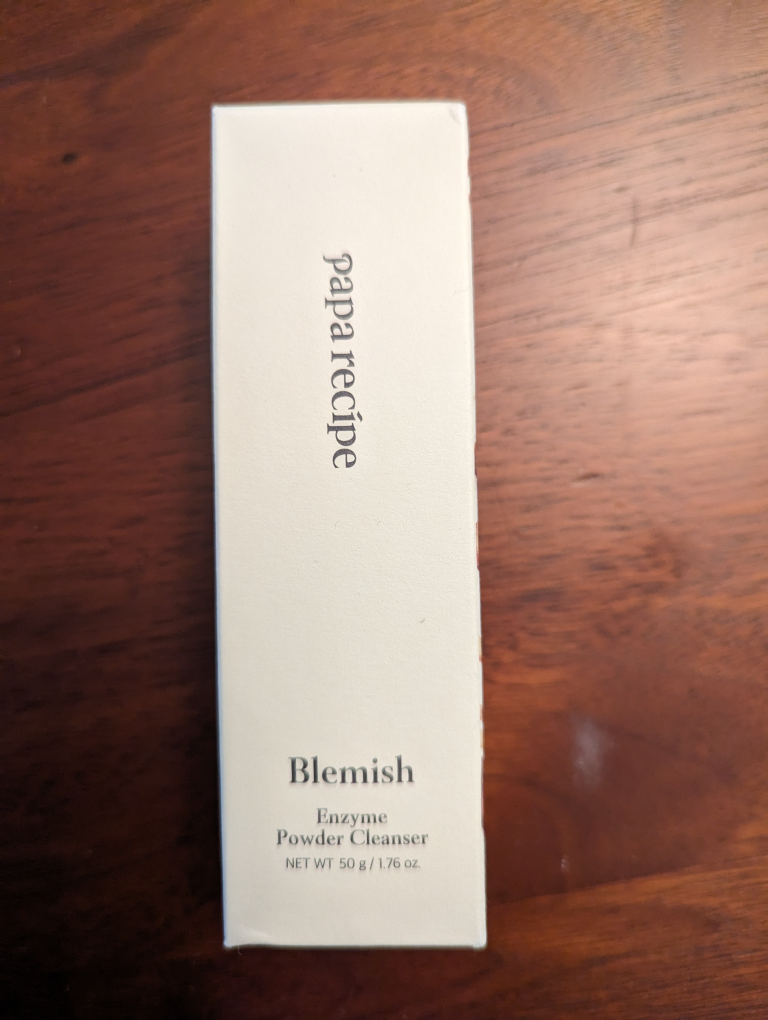 papa recipe
Blemish
Enzyme
Powder Cleanser
NET WT 50 g / 1.76 oz.